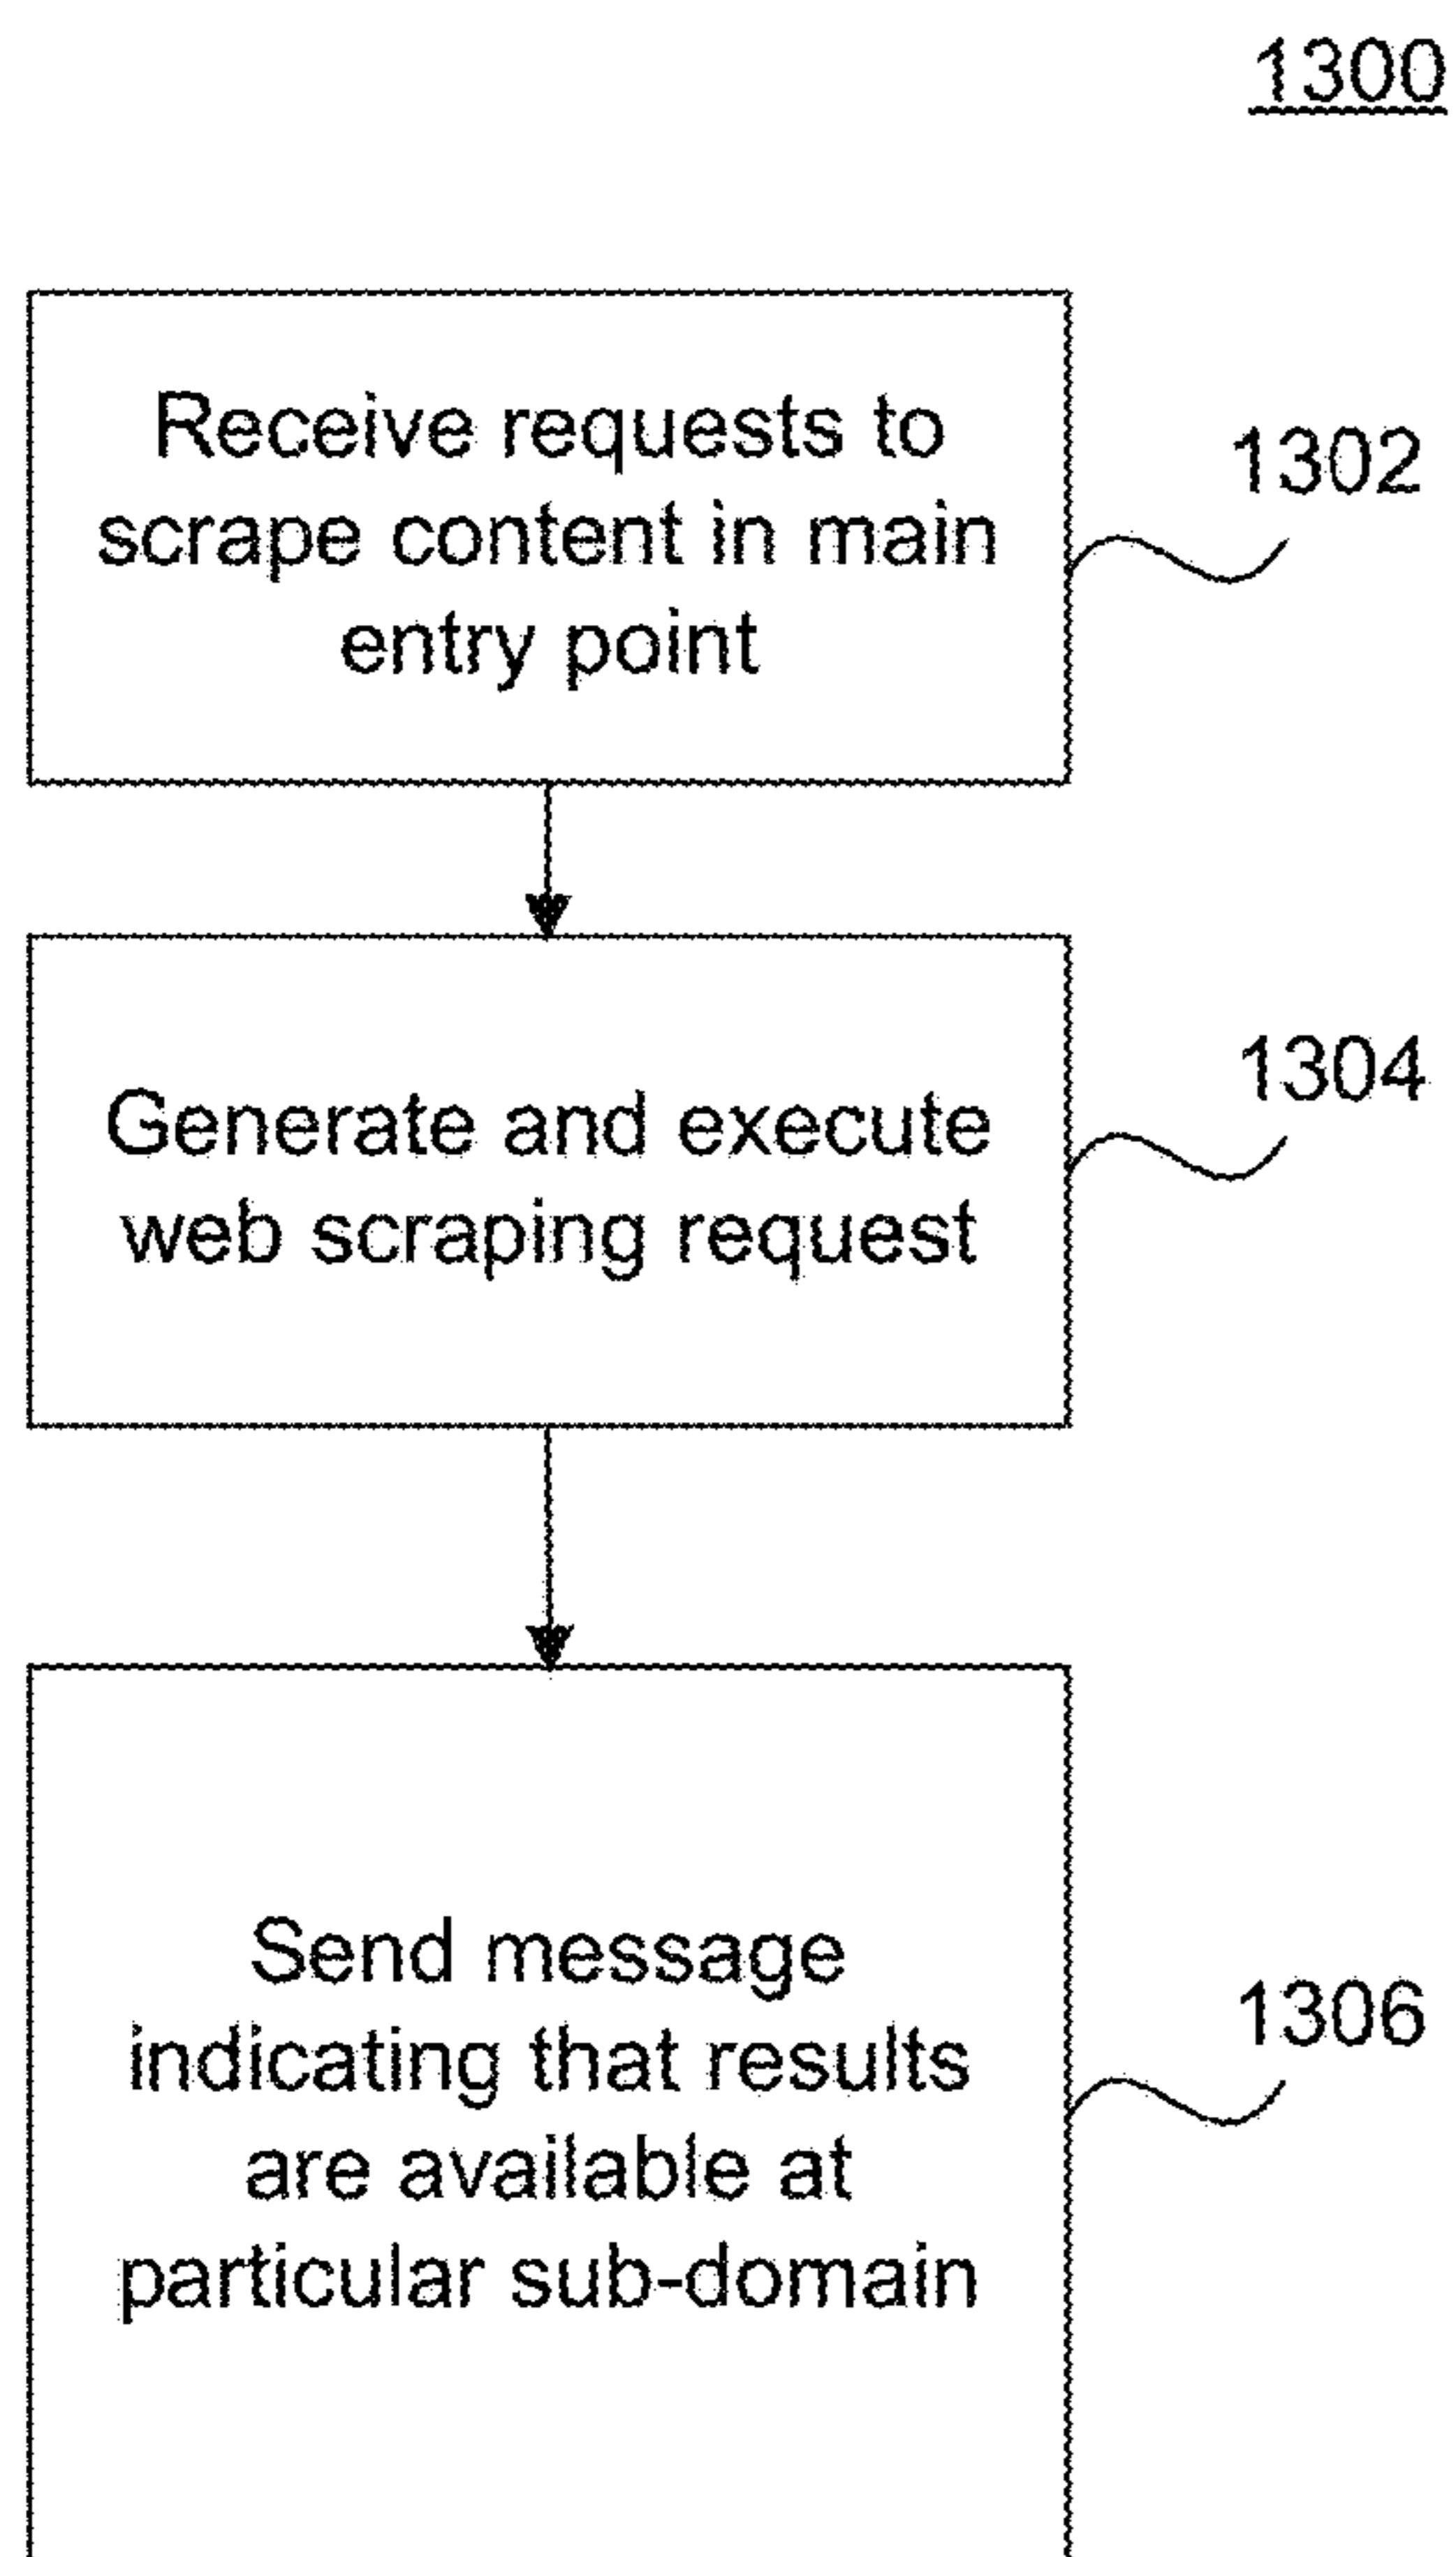 1300
Receive requests to
scrape content in main
entry point
1302
Generate and execute
web scraping request
1304
Send message
indicating that results
are available at
particular sub-domain
1306